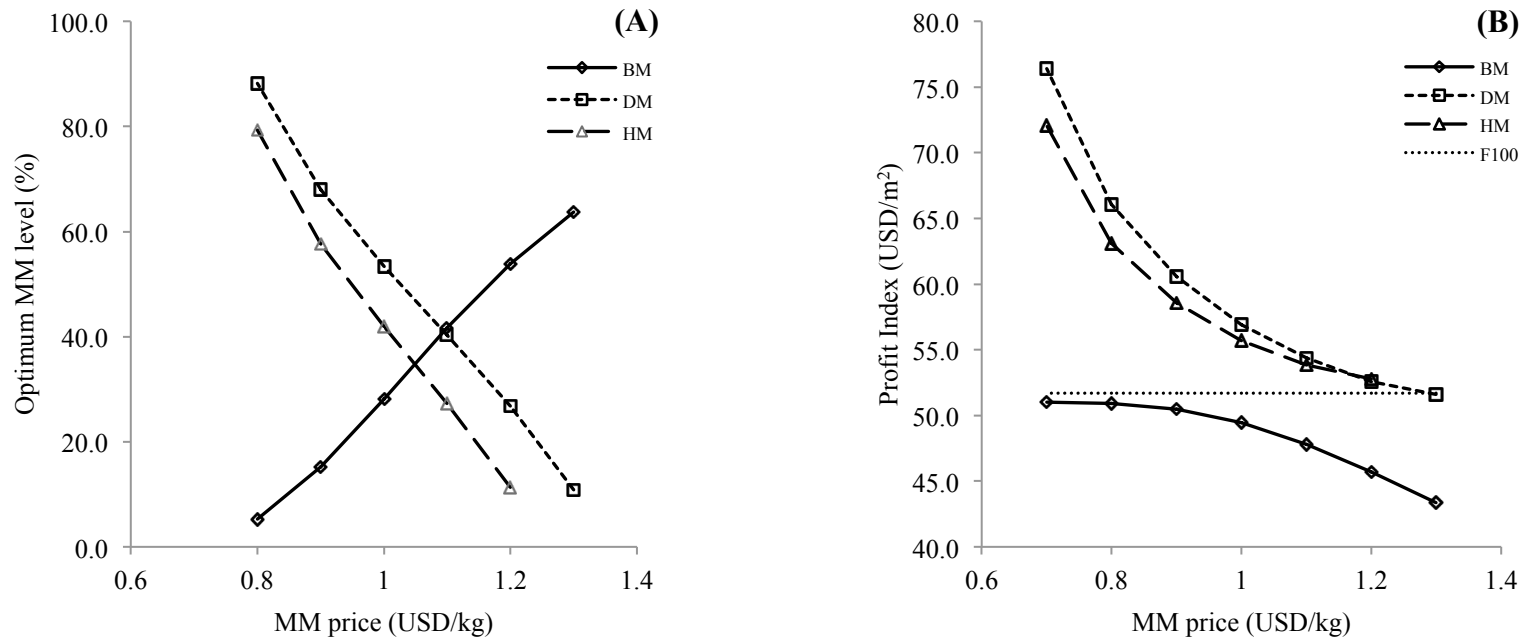 (A)
100.0
80.0
60.0
40.0
20.0
0.0
0.6
0.8
1
1.2
1.4
Optimum MM level (%)
MM price (USD/kg)
BM
DM
HM
(B)
80.0
75.0
70.0
65.0
60.0
55.0
50.0
45.0
40.0
0.6
0.8
1
1.2
1.4
Profit Index (USD/m²)
MM price (USD/kg)
BM
DM
HM
F100